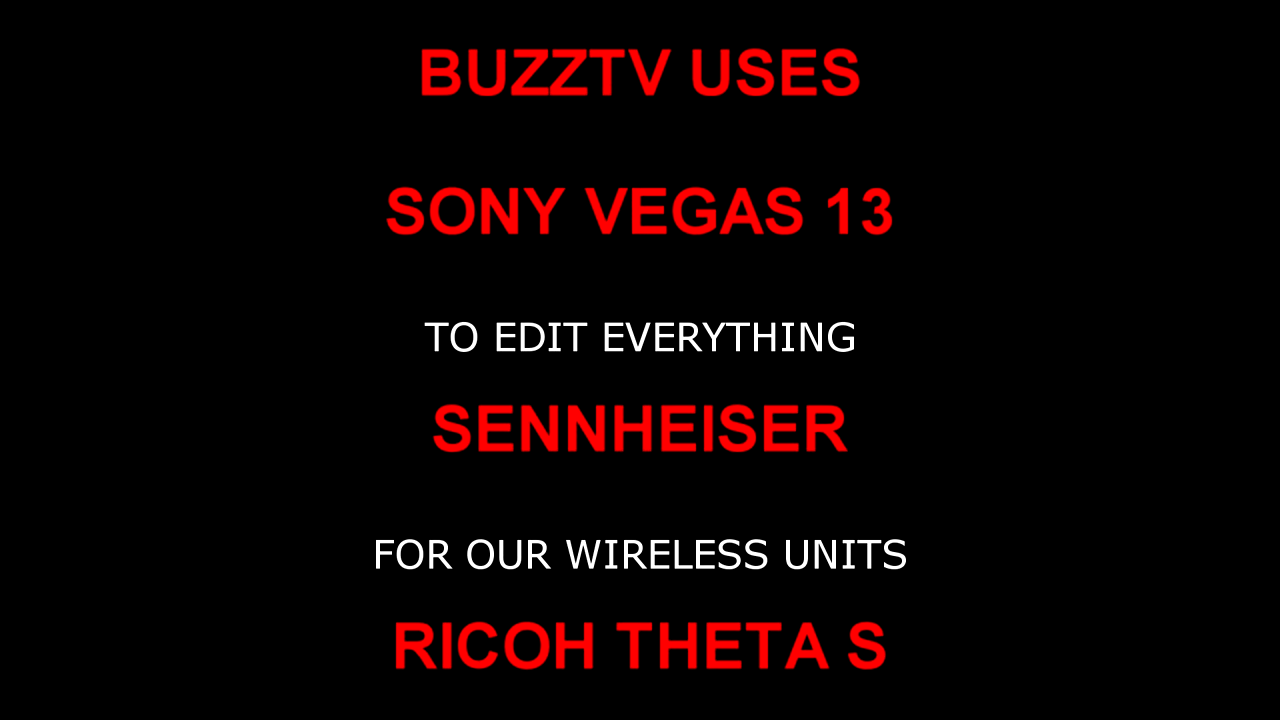 BUZZTV USES
SONY VEGAS 13
TO EDIT EVERYTHING
SENNHEISER
FOR OUR WIRELESS UNITS
RICOH THETA S